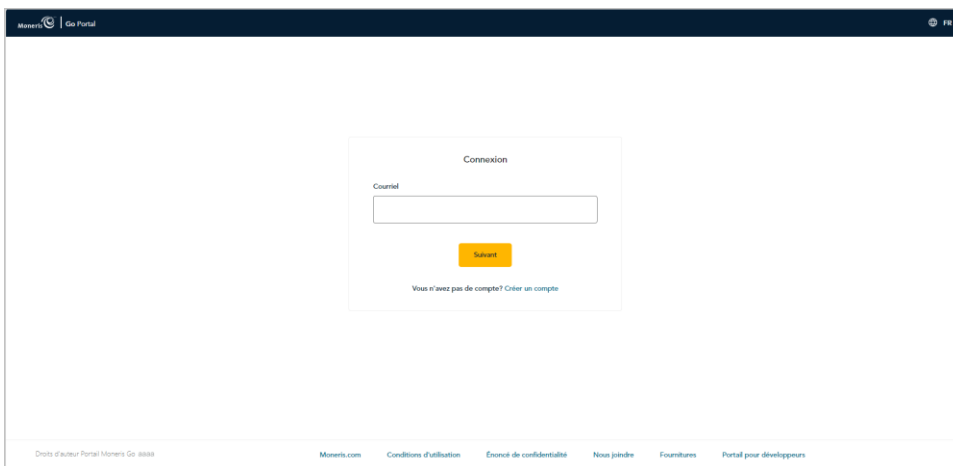 Moneris Go Portal FR
Connexion
Courriel
Suivant
Vous n'avez pas de compte? Créer un compte
Droits d'auteur Portail Moneris Go aaaa Moneris.com Conditions d'utilisation Énoncé de confidentialité Nous joindre Fournitures Portail pour développeurs